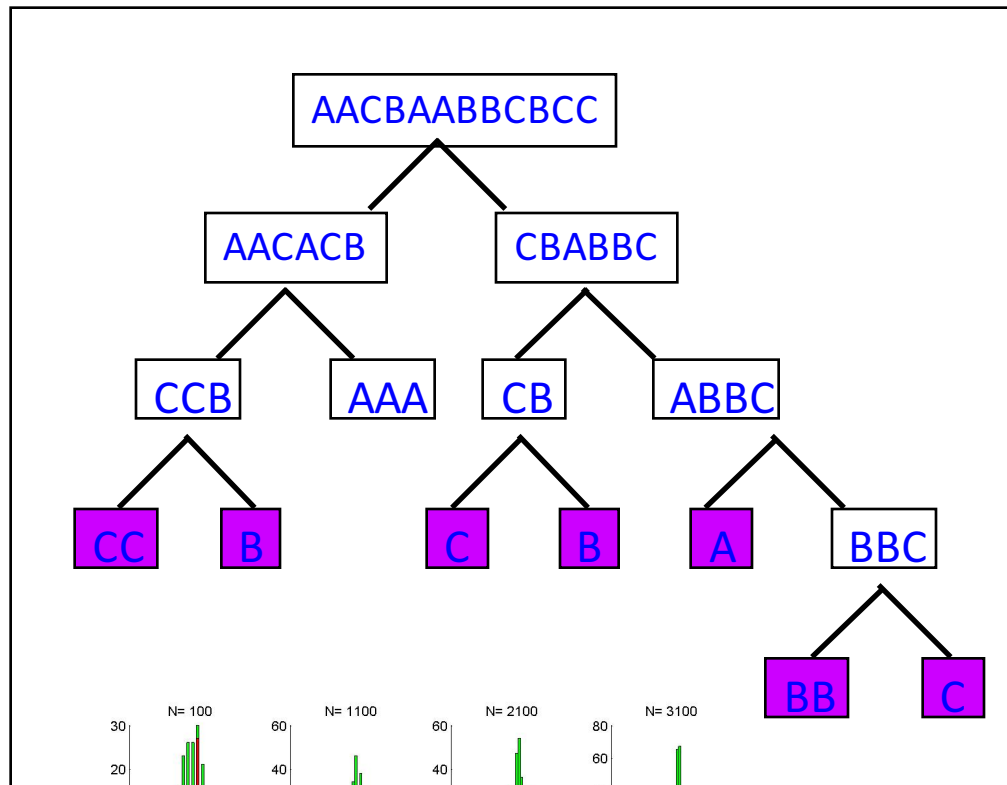 AACBAABBCBCC
AACACB CBABBC
CCB AAA CB ABBC
CC B C B A BBC
BB C
N= 100 N= 1100 N= 2100 N= 3100
30 60 60 80
60
20 40 40